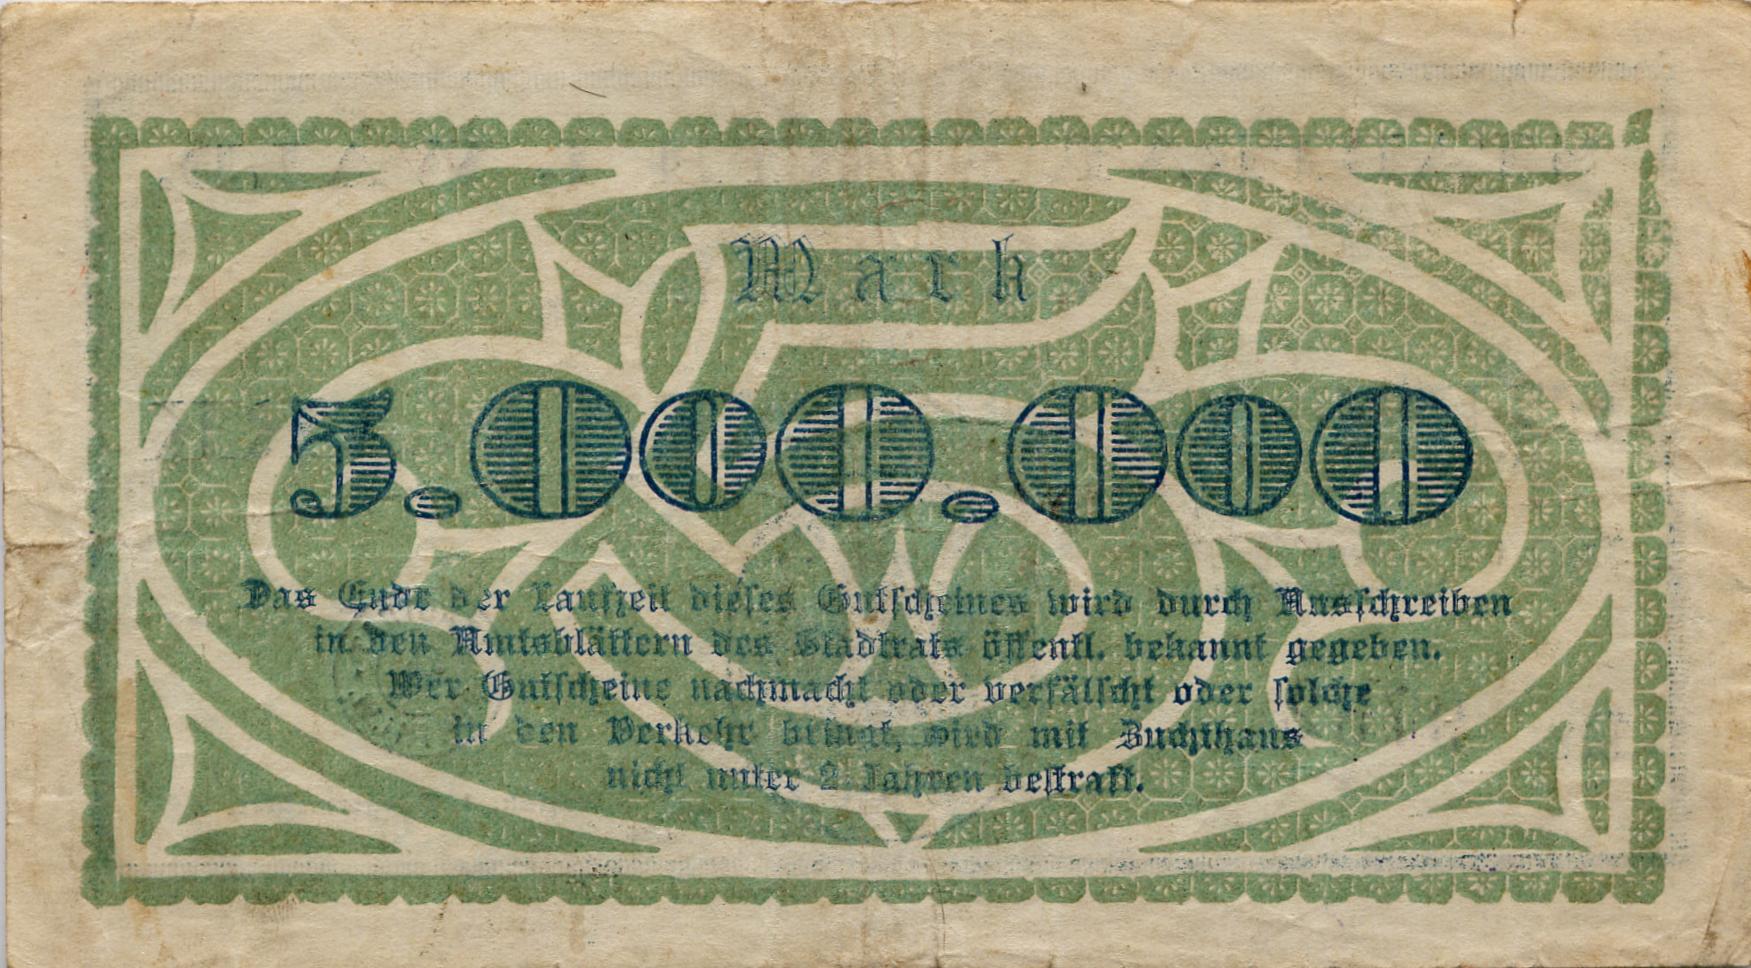 Mark
5.000.000
Das Ende der Laufzeit dieses Gutscheines wird durch Ausschreiben
in den Amtsblättern des Stadtrats öffentl. bekannt gegeben.
Wer Gutscheine nachmacht oder verfälscht oder solche
in den Verkehr bringt, wird mit Zuchthaus
nicht unter 2 Jahren bestraft.